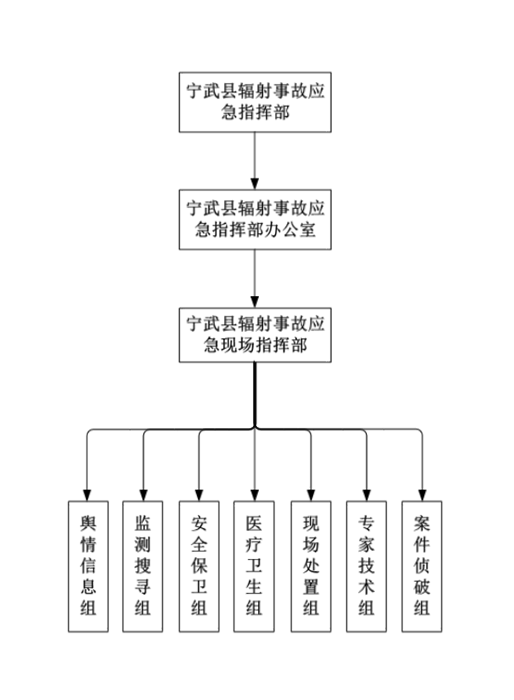 宁武县辐射事故应
急指挥部
宁武县辐射事故应
急指挥部办公室
宁武县辐射事故应
急现场指挥部
舆情信息组
监测搜寻组
安全保卫组
医疗卫生组
现场处置组
专家技术组
案件侦破组